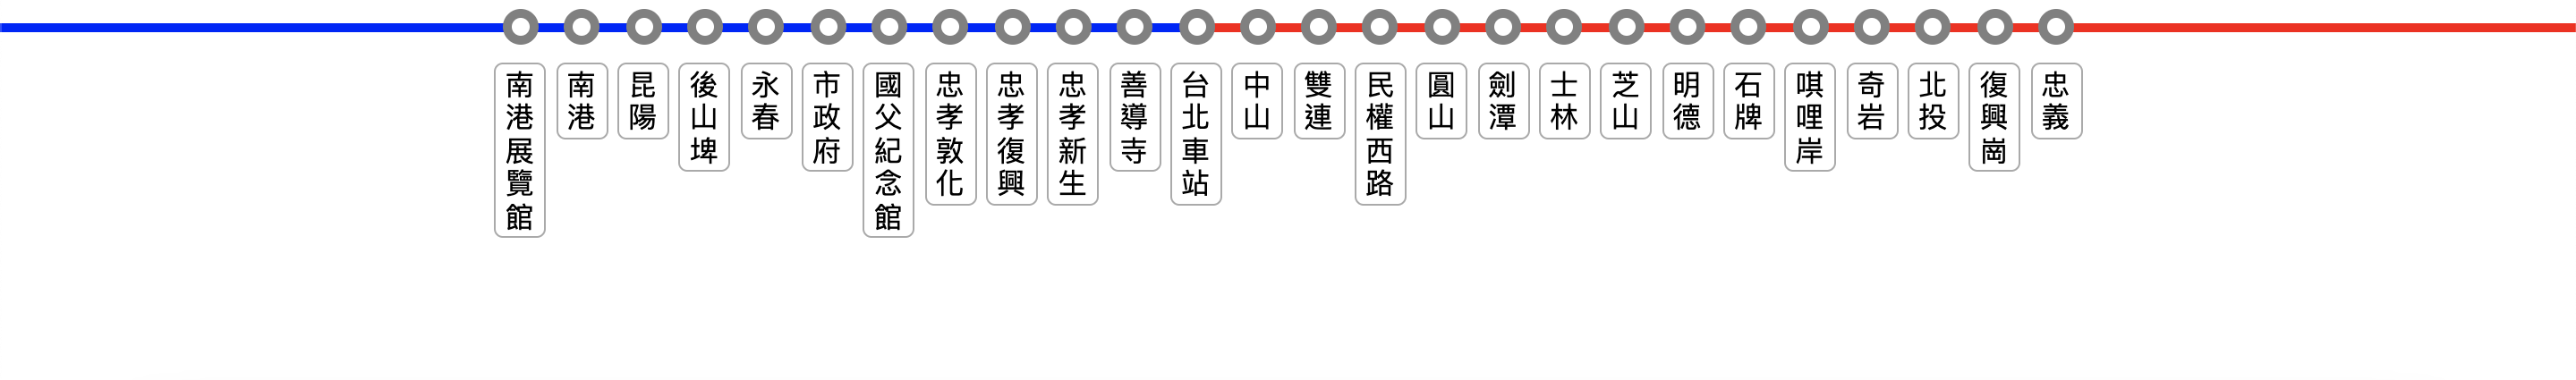 南港展覽館
南港
昆陽
後山埤
永春
市政府
國父紀念館
忠孝敦化
忠孝復興
忠孝新生
善導寺
台北車站
中山
雙連
民權西路
圓山
劍潭
士林
芝山
明德
石牌
唭哩岸
奇岩
北投
復興崗
忠義